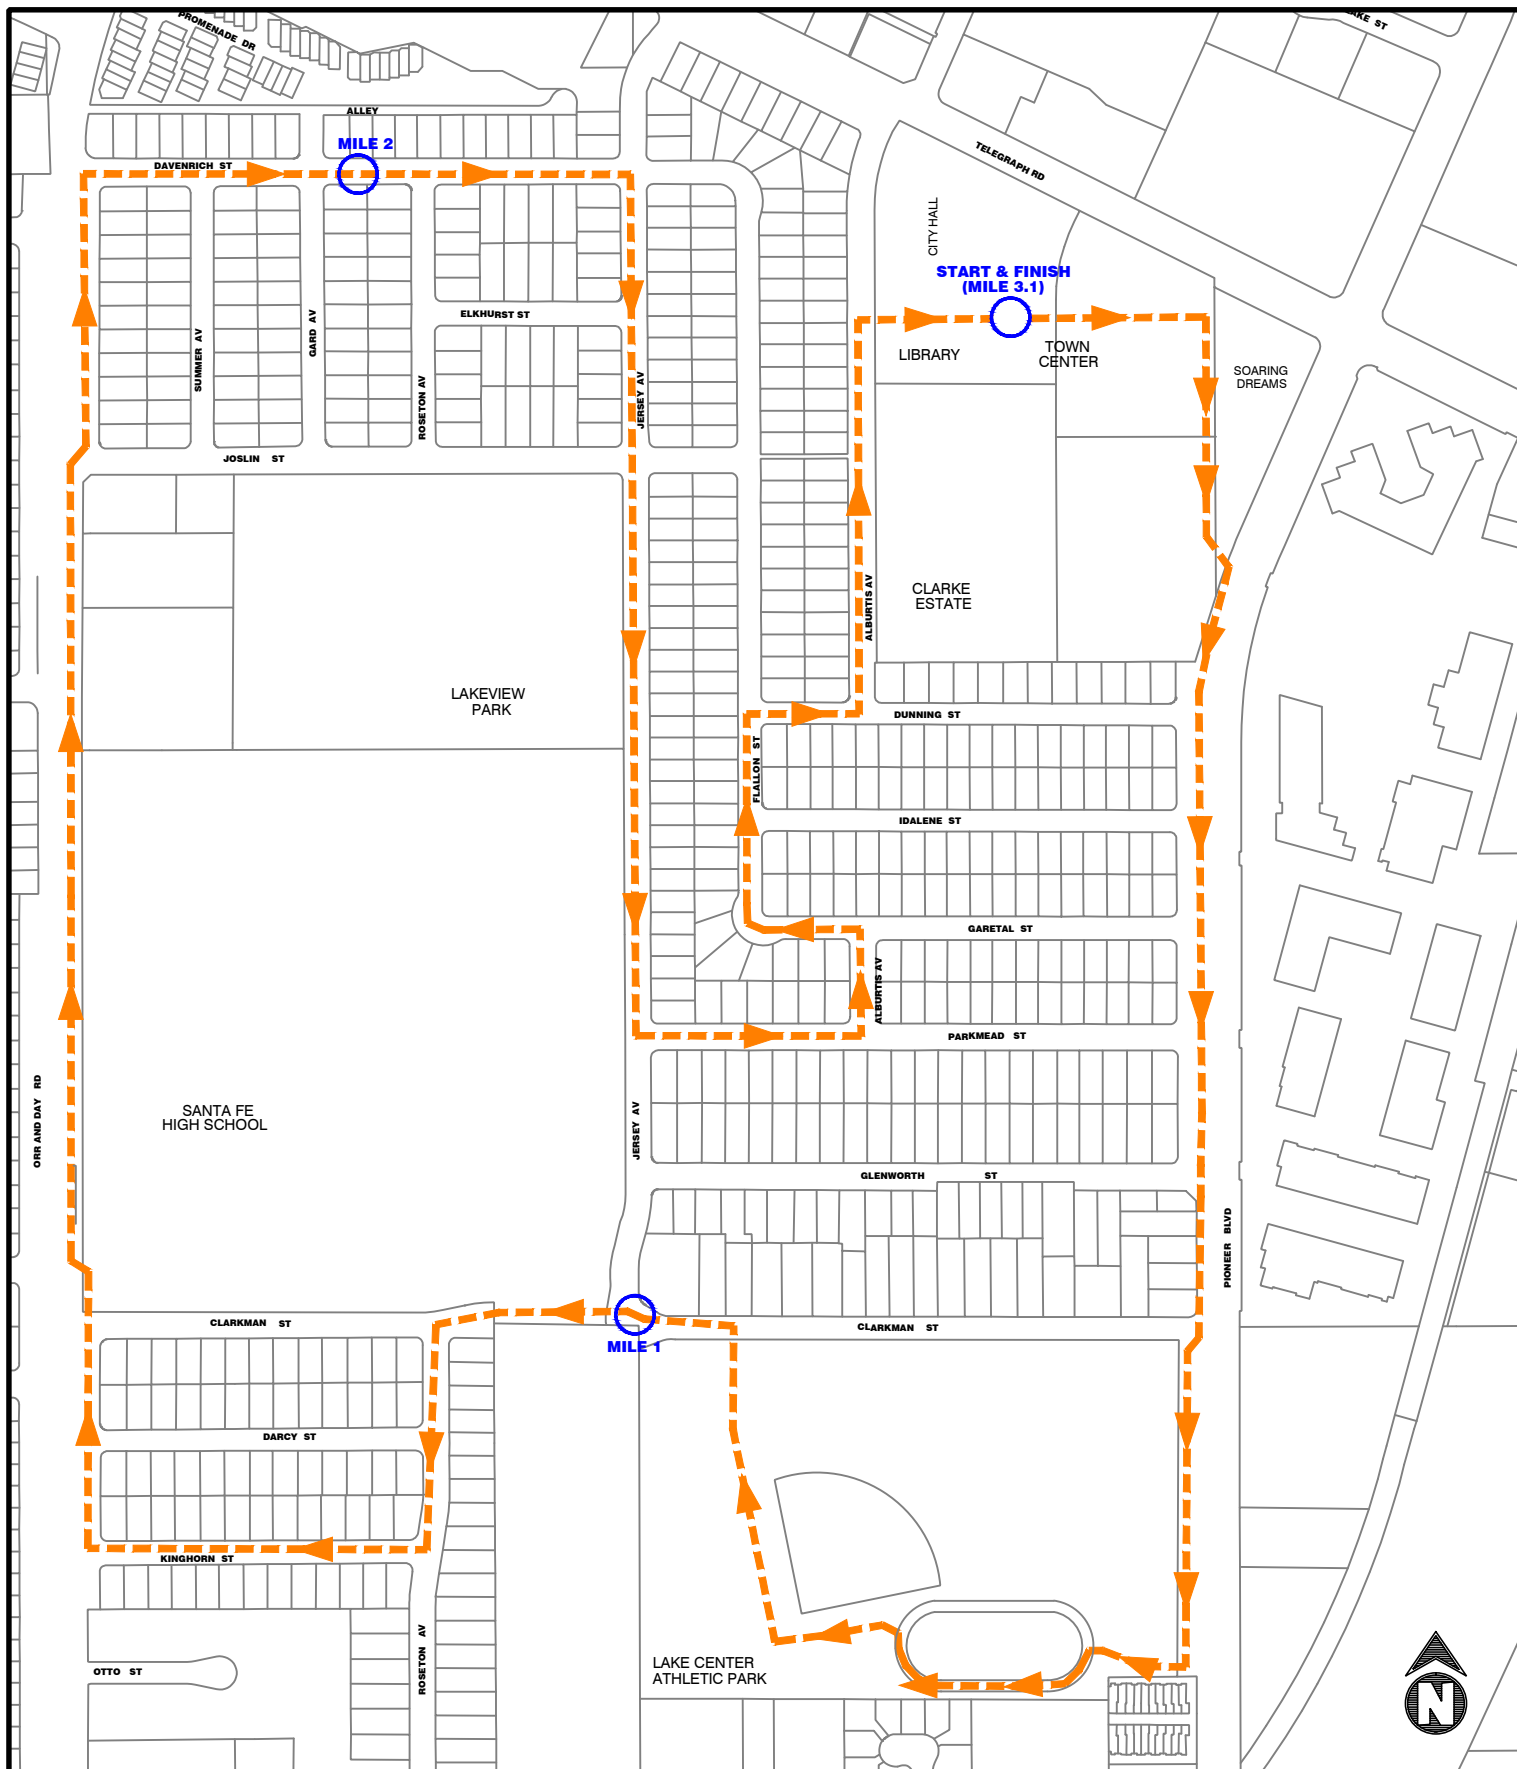 PROMENADE DR
LAKE ST
ALLEY
MILE 2
DAVENRICH ST
TELEGRAPH RD
CITY HALL
START & FINISH
(MILE 3.1)
ELKHURST ST
SUMMER AV
GARD AV
ROSETON AV
JERSEY AV
LIBRARY
TOWN
CENTER
SOARING
DREAMS
JOSLIN ST
CLARKE
ESTATE
ALBURTIS AV
LAKEVIEW
PARK
DUNNING ST
FLALLON ST
IDALENE ST
GARETAL ST
ALBURTIS AV
PARKMEAD ST
ORR AND DAY RD
SANTA FE
HIGH SCHOOL
JERSEY AV
GLENWORTH ST
PIONEER BLVD
CLARKMAN ST
CLARKMAN ST
MILE 1
DARCY ST
KINGHORN ST
ROSETON AV
OTTO ST
LAKE CENTER
ATHLETIC PARK
N